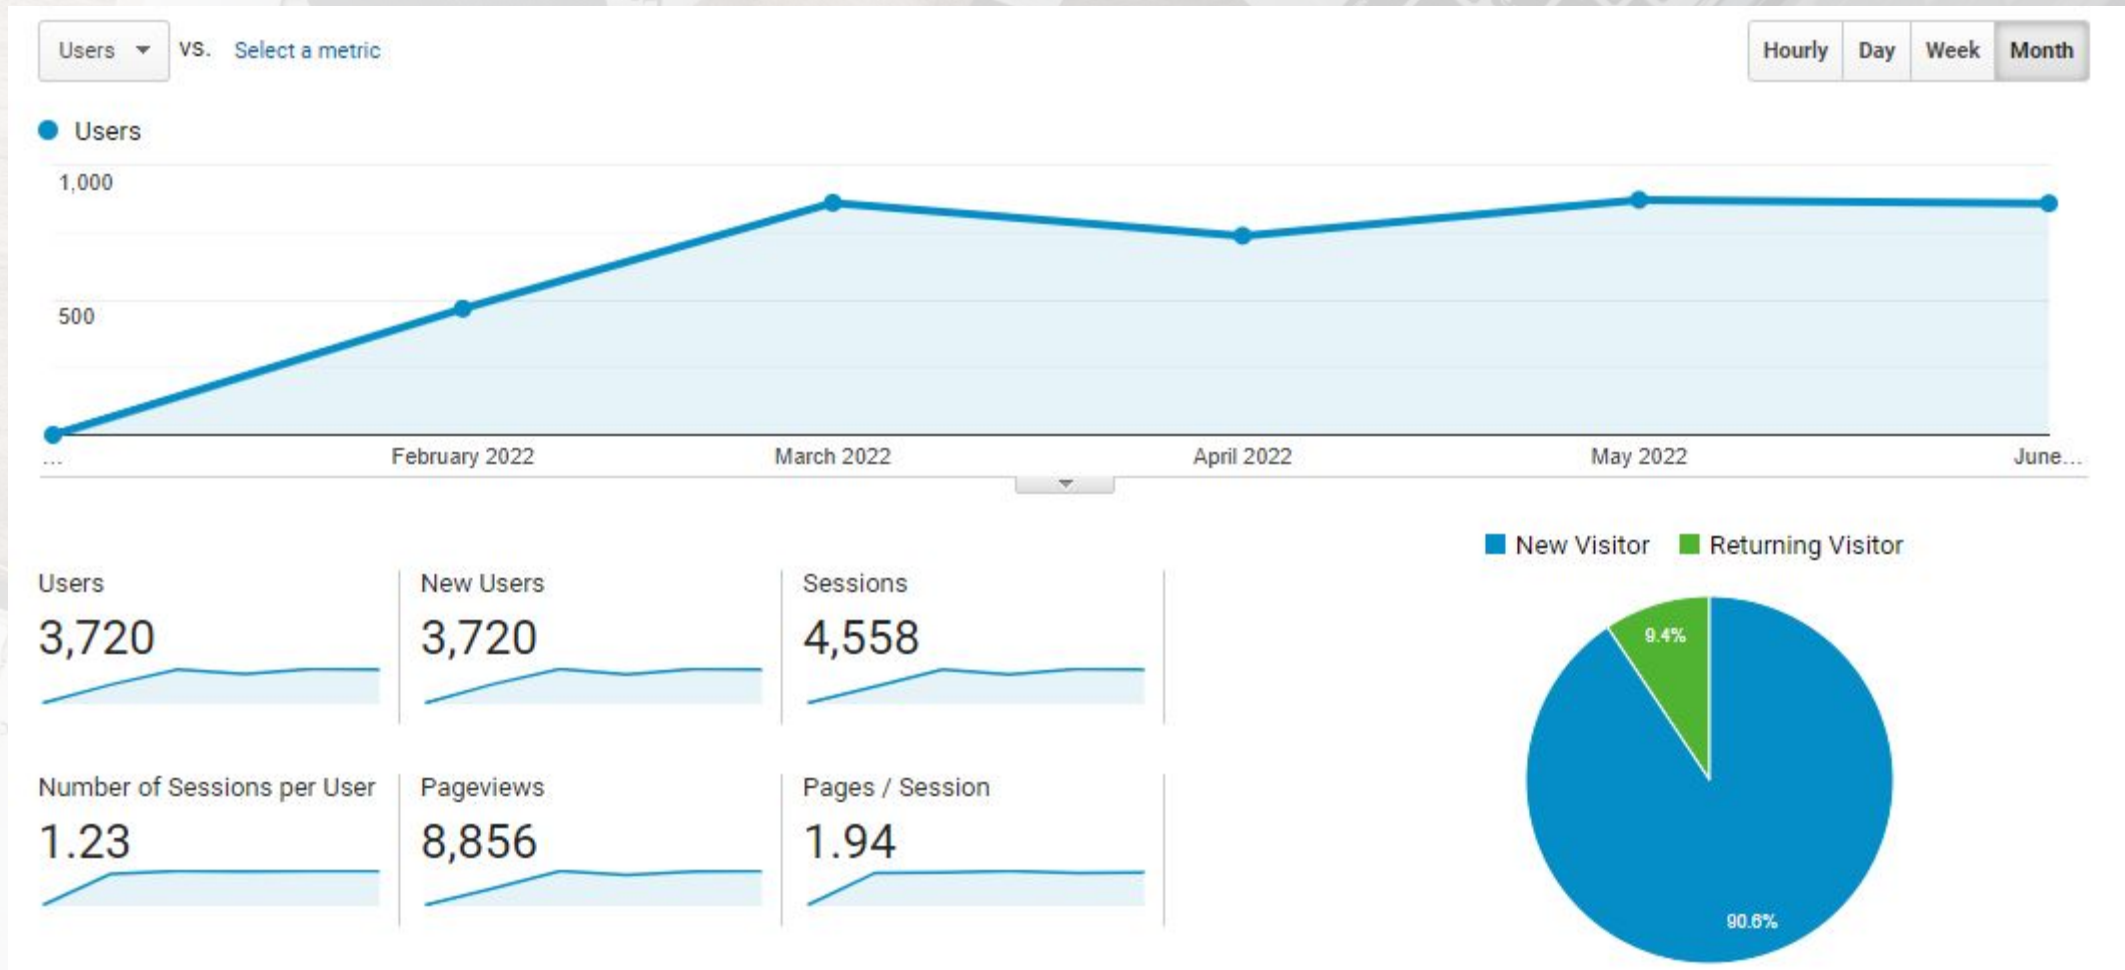 Users vs. Select a metric
Hourly Day Week Month
Users
1,000
500
... February 2022 March 2022 April 2022 May 2022 June...
New Visitor Returning Visitor
Users New Users Sessions
3,720 3,720 4,558
9.4%
Number of Sessions per User Pageviews Pages / Session
1.23 8,856 1.94
90.6%